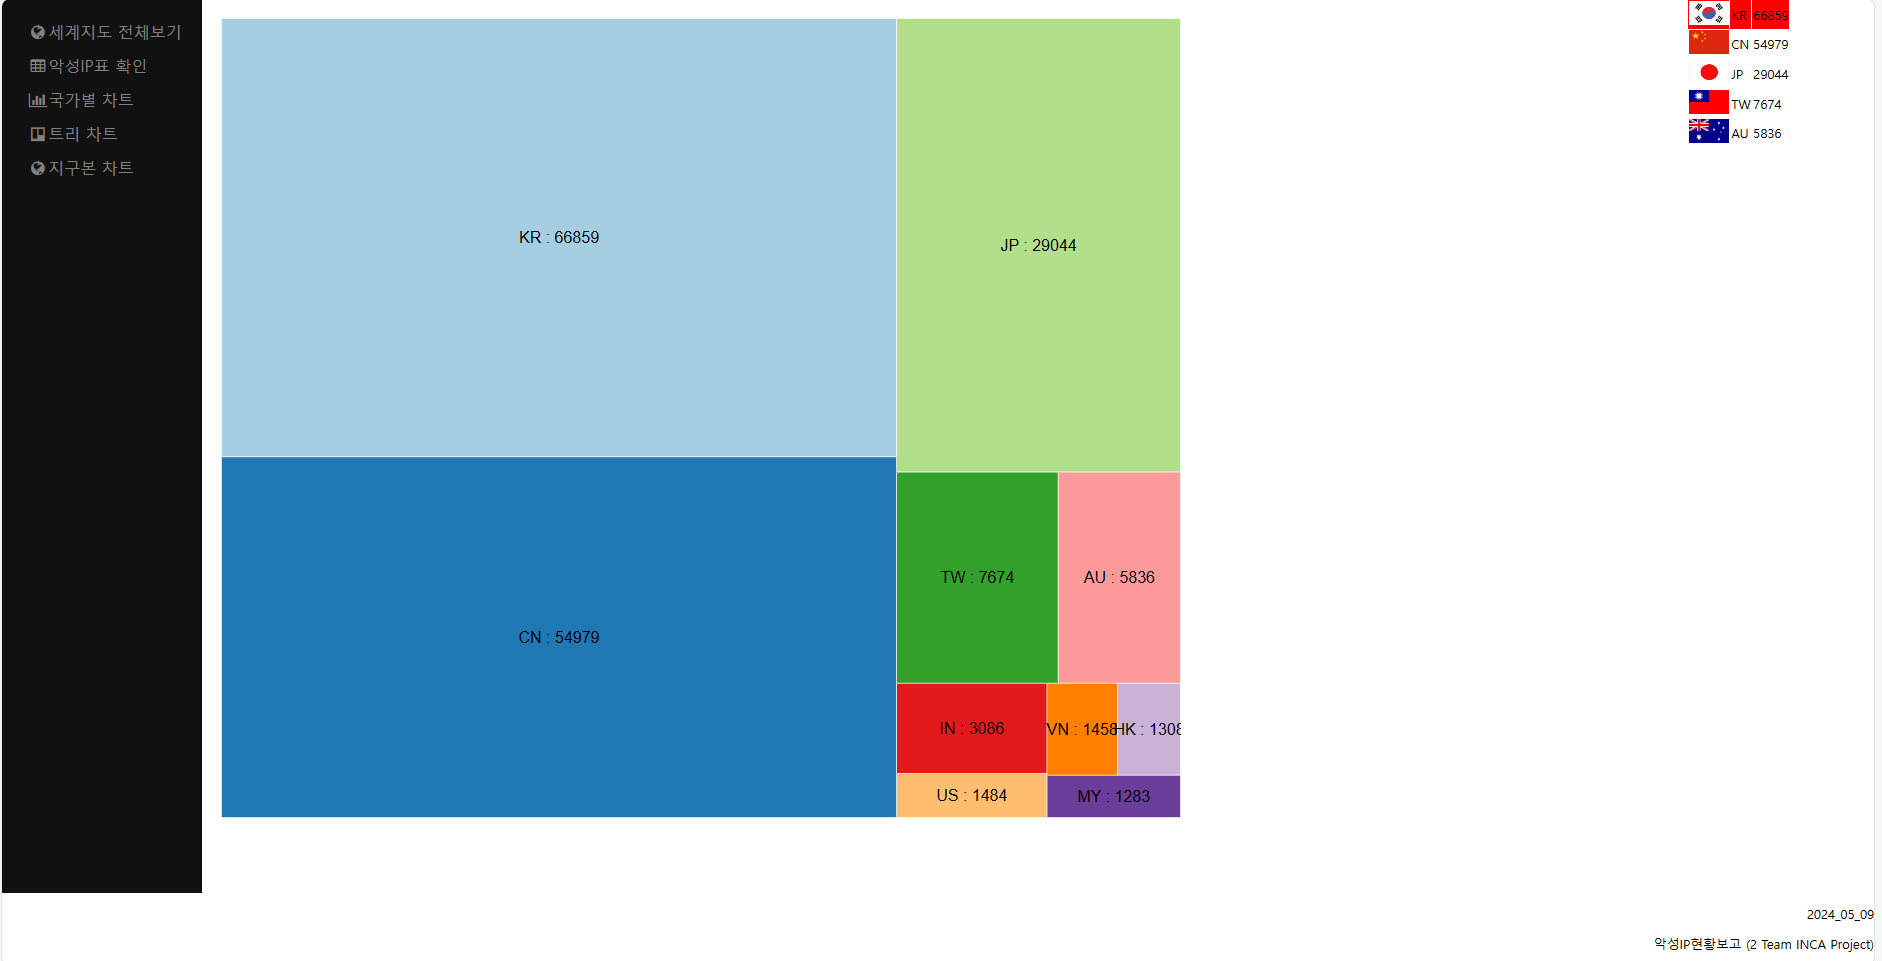 세계지도 전체보기
악성IP표 확인
국가별 차트
트리 차트
지구본 차트
KR : 66859
JP : 29044
CN : 54979
TW : 7674
AU : 5836
IN : 3086
VN : 1458
HK : 1308
US : 1484
MY : 1283
KR 66859
CN 54979
JP 29044
TW 7674
AU 5836
2024_05_09
악성IP현황보고 (2 Team INCA Project)